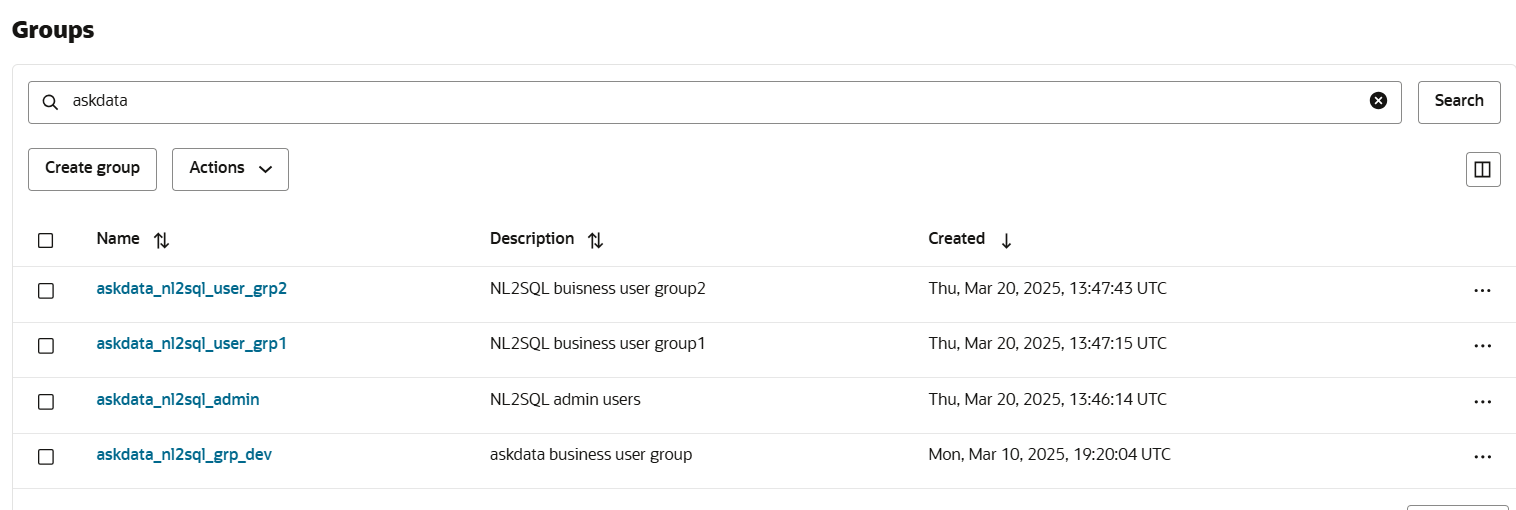 Groups
askdata
Search
Create group
Actions
Name Description Created
askdata_nl2sql_user_grp2 NL2SQL buisness user group2 Thu, Mar 20, 2025, 13:47:43 UTC
askdata_nl2sql_user_grp1 NL2SQL business user group1 Thu, Mar 20, 2025, 13:47:15 UTC
askdata_nl2sql_admin NL2SQL admin users Thu, Mar 20, 2025, 13:46:14 UTC
askdata_nl2sql_grp_dev askdata business user group Mon, Mar 10, 2025, 19:20:04 UTC